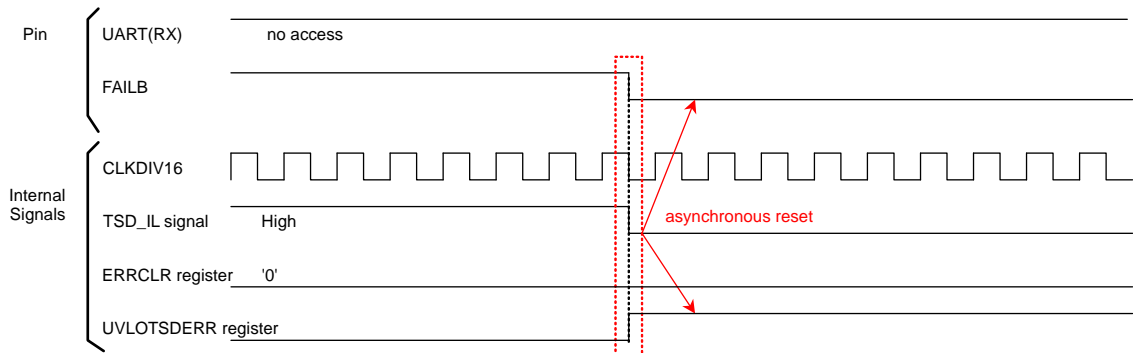 Pin
UART(RX)
no access
FAILB
Internal
Signals
CLKDIV16
TSD_IL signal
High
asynchronous reset
ERRCLR register
'0'
UVLOTSDERR register